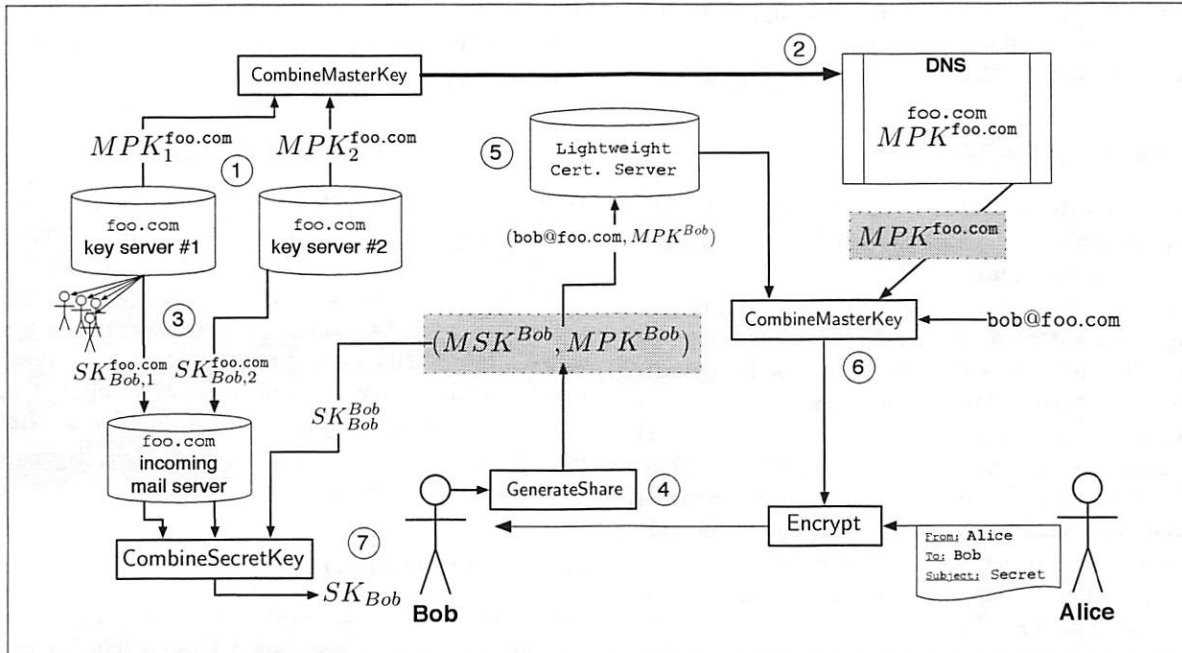 CombineMasterKey
②
DNS
foo.com
MPK^foo.com
MPK_1^foo.com
MPK_2^foo.com
①
⑤
Lightweight
Cert. Server
foo.com
key server #1
foo.com
key server #2
(bob@foo.com, MPK^Bob)
MPK^foo.com
③
CombineMasterKey
bob@foo.com
(MSK^Bob, MPK^Bob)
⑥
SK_Bob,1^foo.com
SK_Bob,2^foo.com
SK_Bob^Bob
foo.com
incoming
mail server
GenerateShare
④
Encrypt
From: Alice
To: Bob
Subject: Secret
CombineSecretKey
⑦
SK_Bob
Bob
Alice